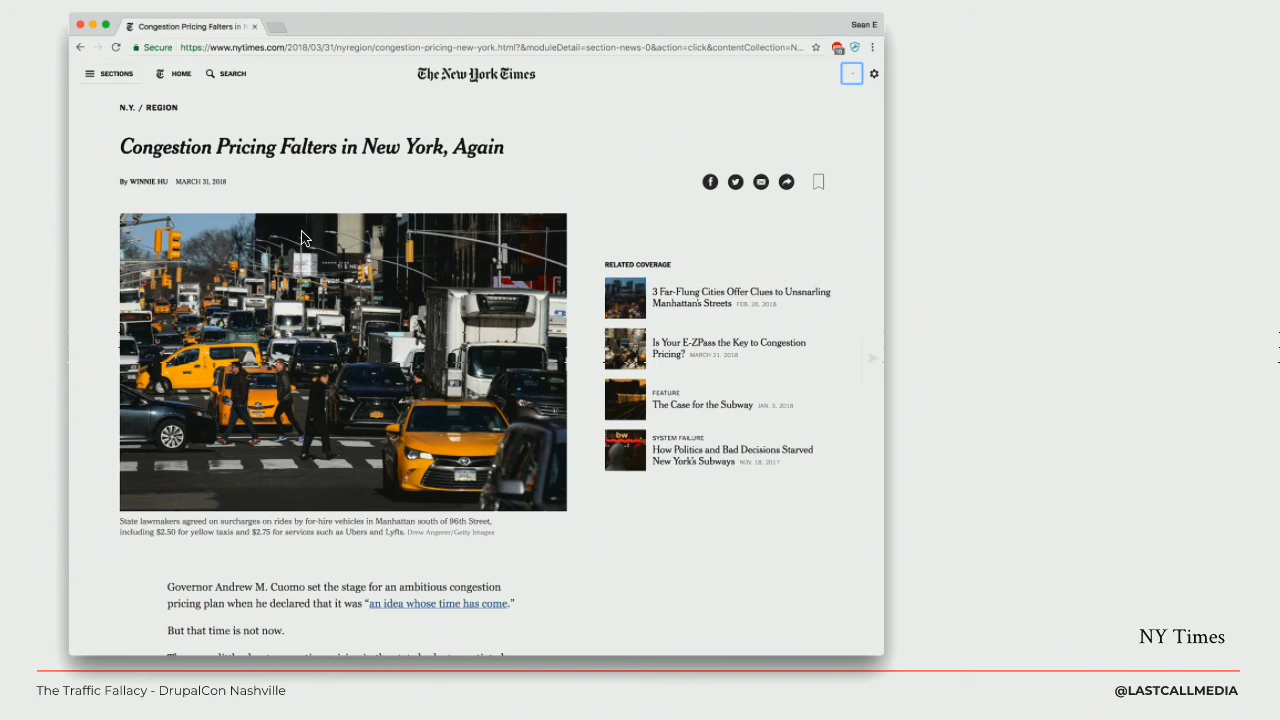 Congestion Pricing Falters in N
Sean E
Secure https://www.nytimes.com/2018/03/31/nyregion/congestion-pricing-new-york.html?&moduleDetail=section-news-0&action=click&contentCollection=N...
SECTIONS HOME SEARCH The New York Times
N.Y. / REGION
Congestion Pricing Falters in New York, Again
By WINNIE HU MARCH 31, 2018
RELATED COVERAGE
3 Far-Flung Cities Offer Clues to Unsnarling
Manhattan's Streets FEB. 26, 2018
Is Your E-ZPass the Key to Congestion
Pricing? MARCH 21, 2018
FEATURE
The Case for the Subway JAN. 3, 2018
SYSTEM FAILURE
How Politics and Bad Decisions Starved
New York's Subways NOV. 18, 2017
State lawmakers agreed on surcharges on rides by for-hire vehicles in Manhattan south of 96th Street,
including $2.50 for yellow taxis and $2.75 for services such as Ubers and Lyfts. Drew Angerer/Getty Images
Governor Andrew M. Cuomo set the stage for an ambitious congestion
pricing plan when he declared that it was “an idea whose time has come.”
But that time is not now.
NY Times
The Traffic Fallacy - DrupalCon Nashville
@LASTCALLMEDIA